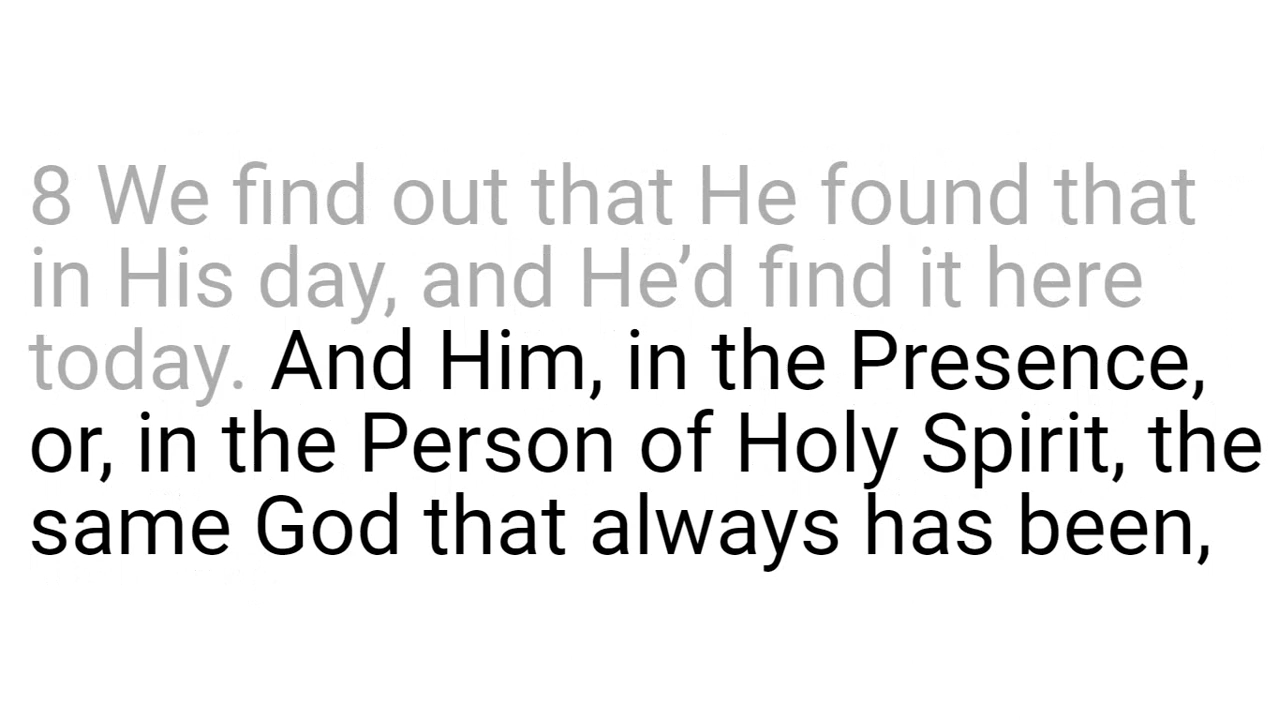 8 We find out that He found that
in His day, and He’d find it here
today. And Him, in the Presence,
or, in the Person of Holy Spirit, the
same God that always has been,